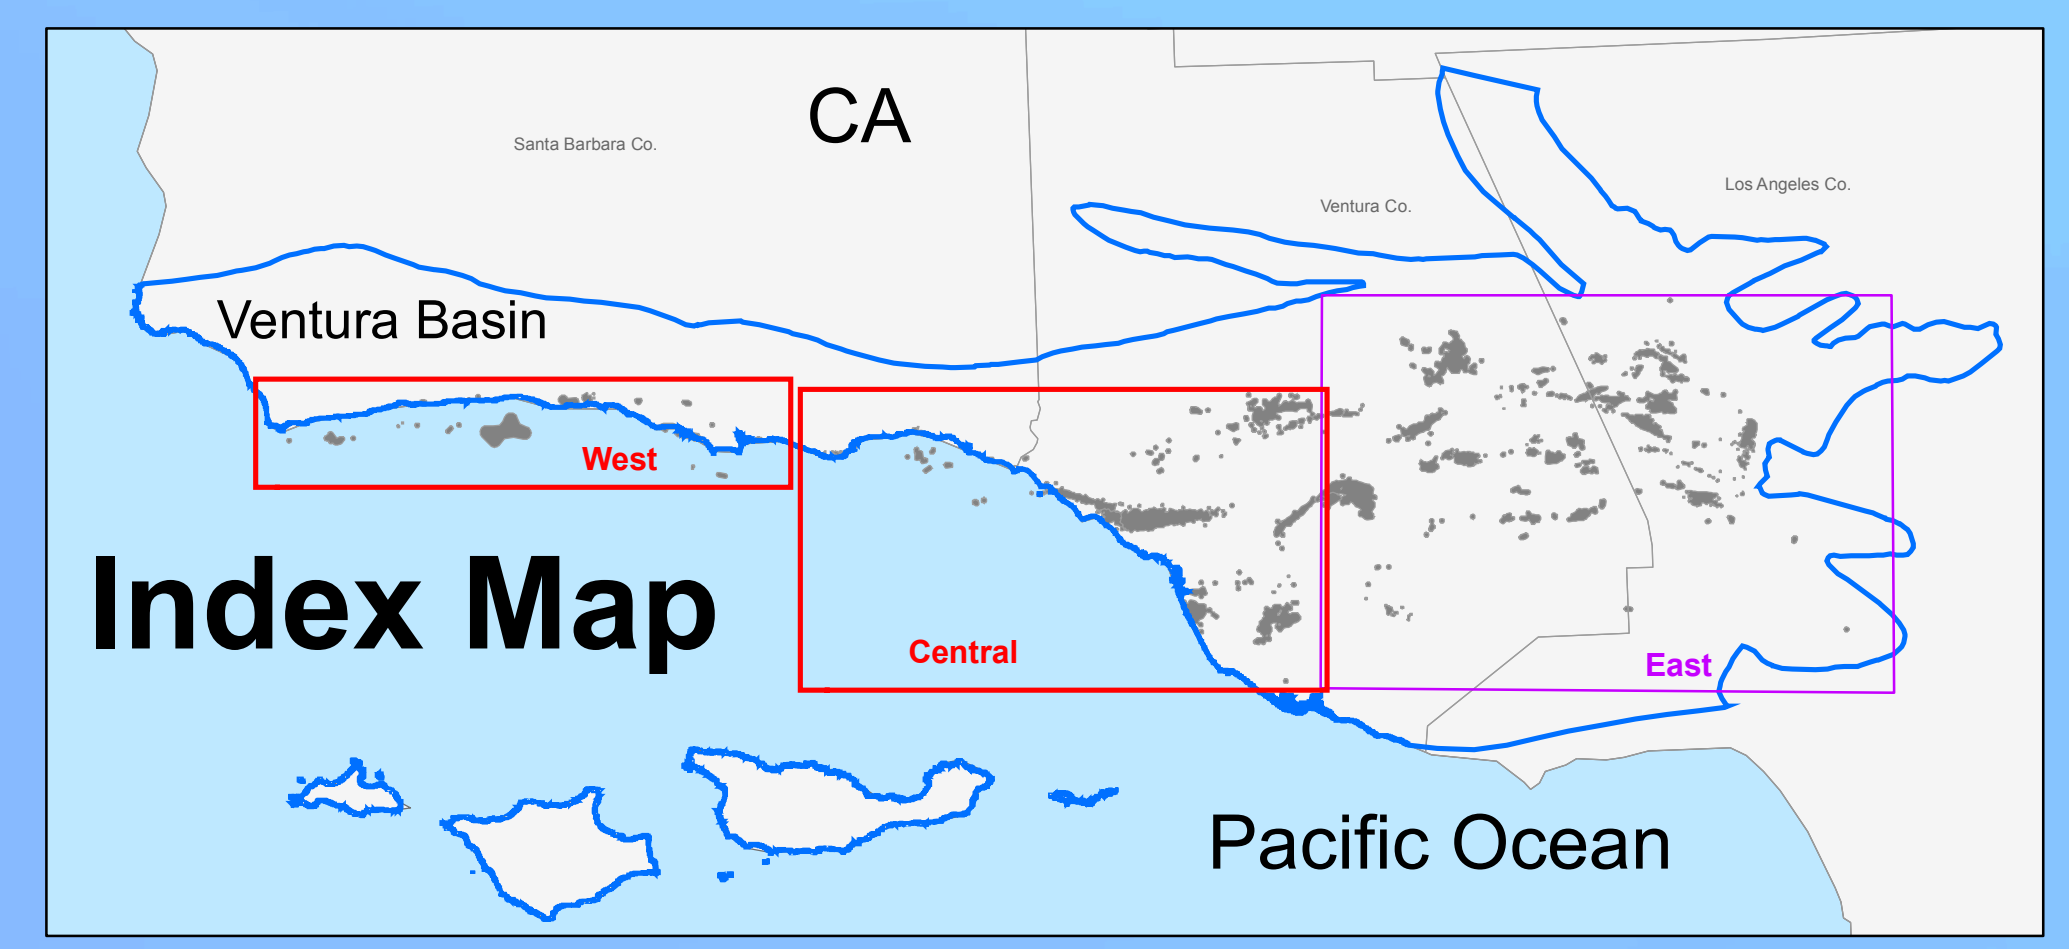 CA
Santa Barbara Co.
Los Angeles Co.
Ventura Co.
Ventura Basin
West
Index Map
Central
East
Pacific Ocean